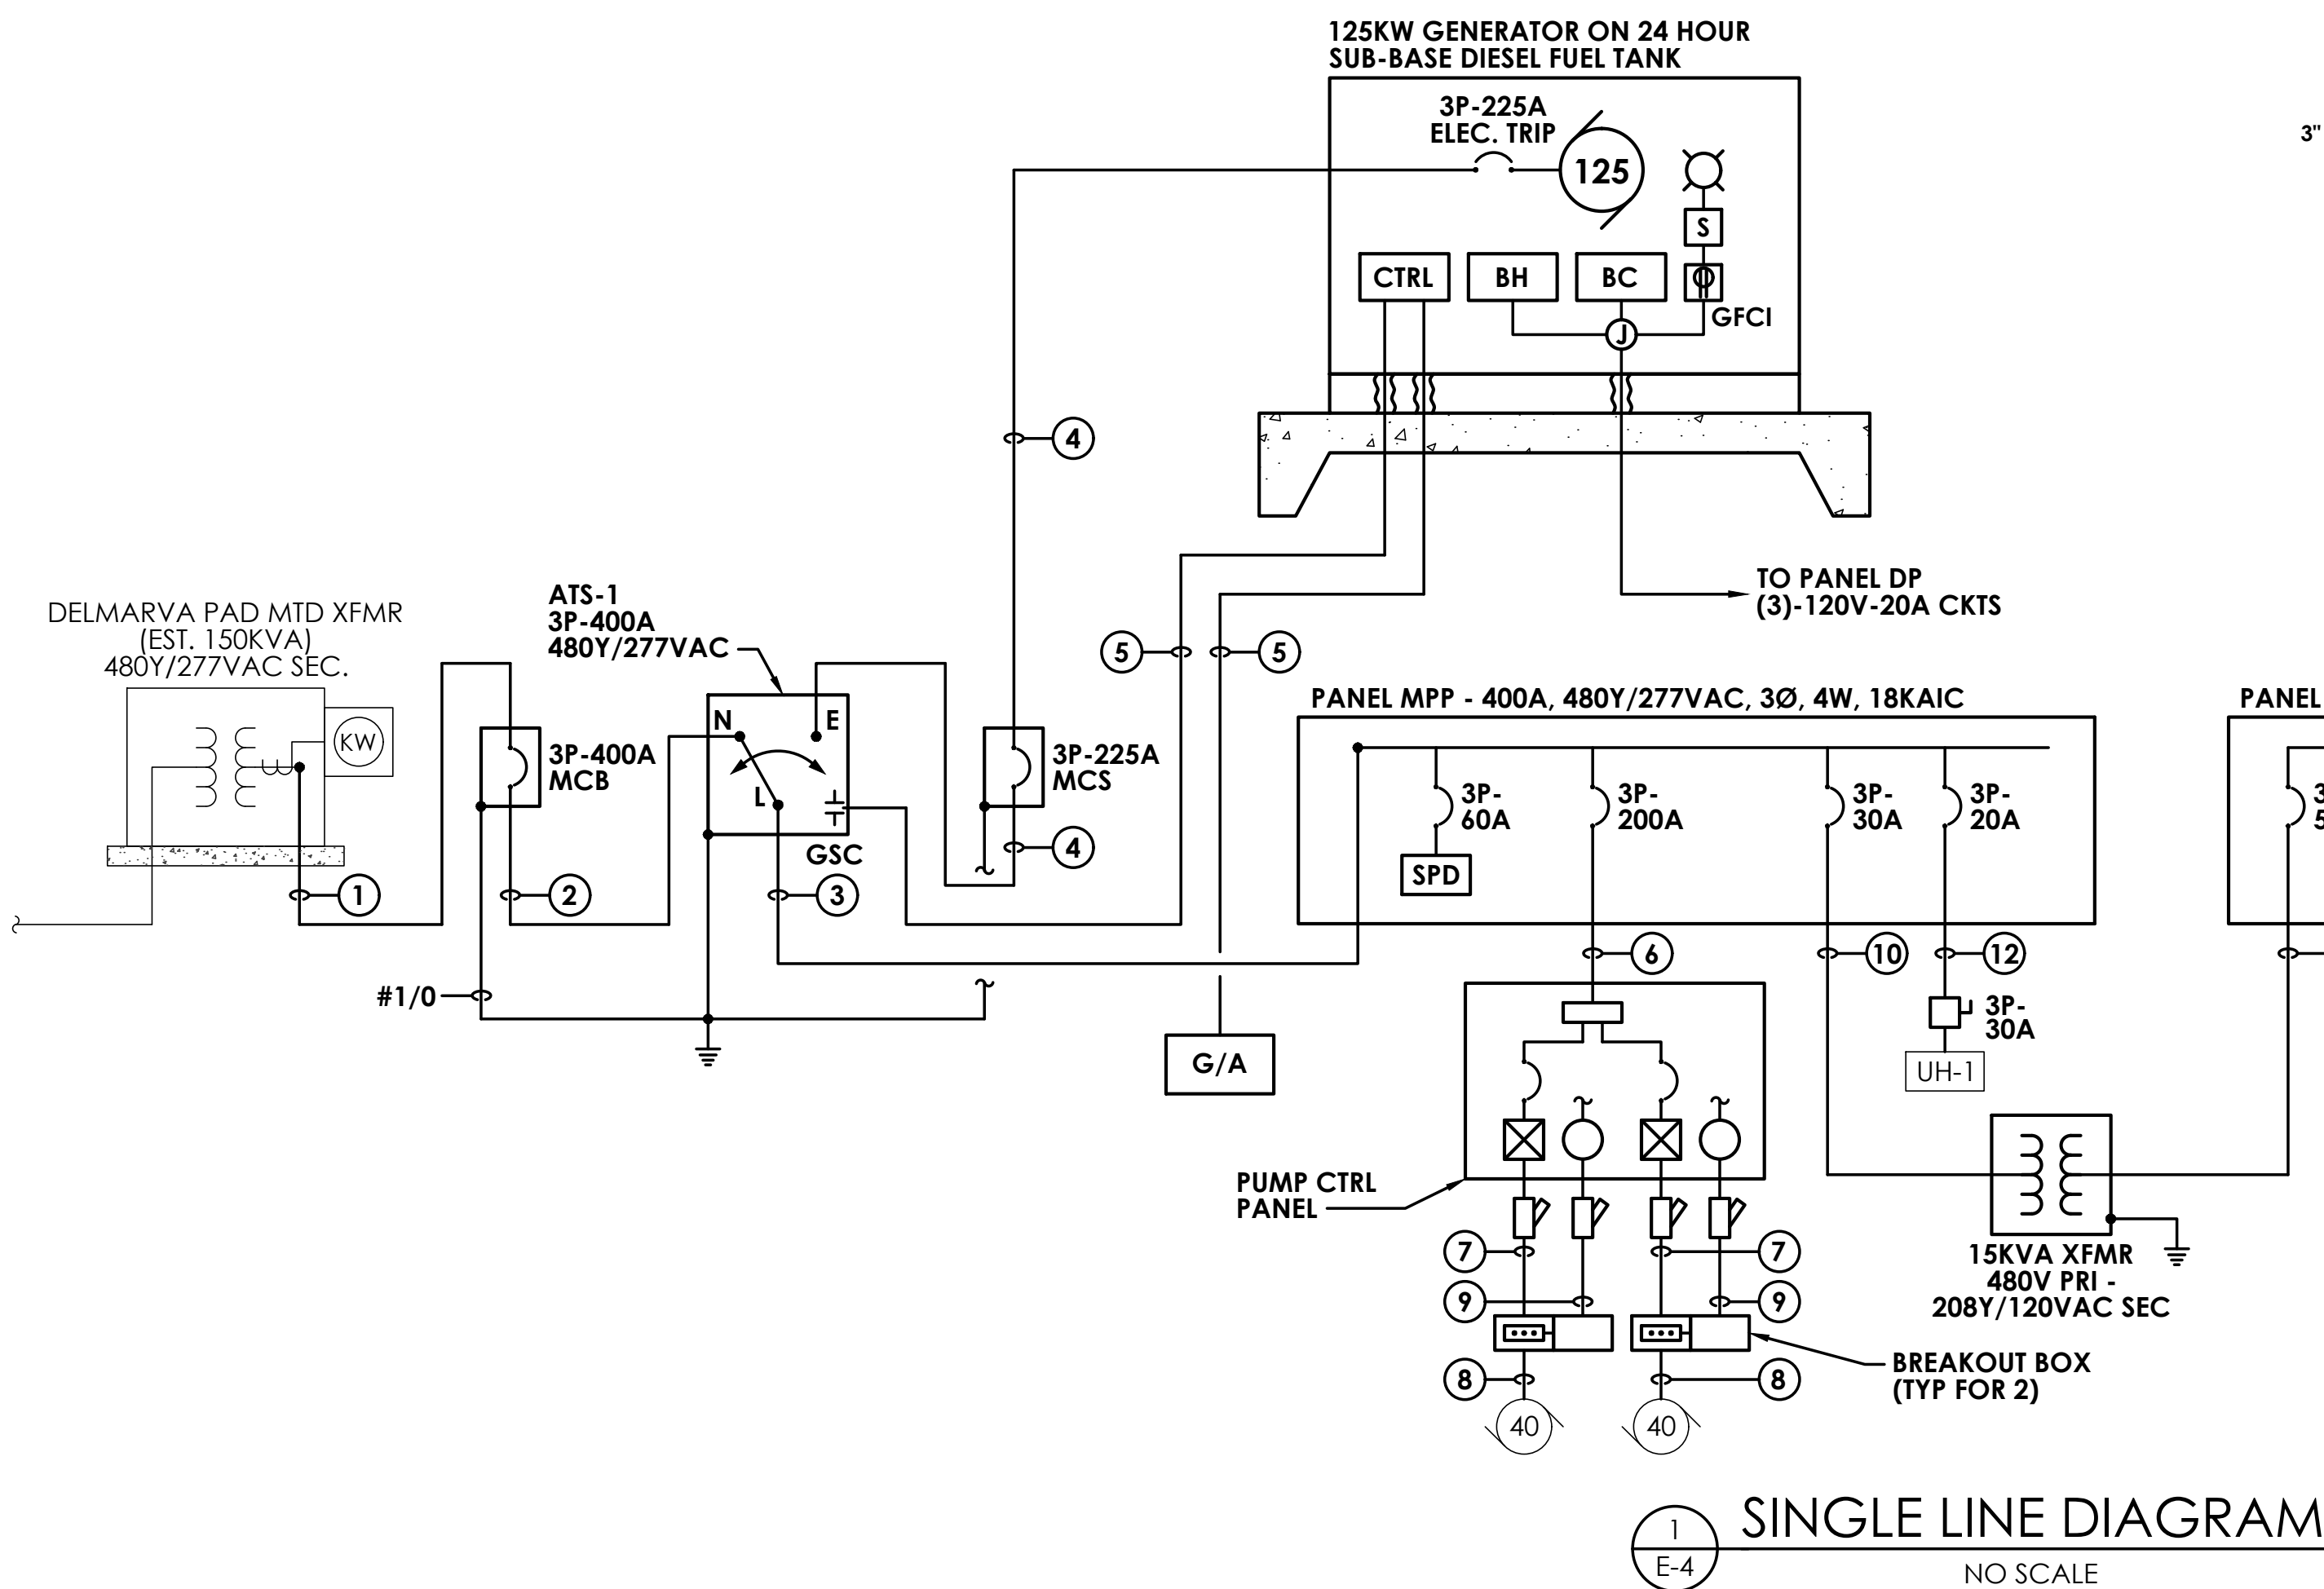 125KW GENERATOR ON 24 HOUR
SUB-BASE DIESEL FUEL TANK
3P-225A
ELEC. TRIP
125
S
CTRL
BH
BC
GFCI
J
3"
4
TO PANEL DP
(3)-120V-20A CKTS
DELMARVA PAD MTD XFMR
(EST. 150KVA)
480Y/277VAC SEC.
KW
ATS-1
3P-400A
480Y/277VAC
5
5
N
E
L
GSC
3P-400A
MCB
3P-225A
MCS
4
1
2
3
#1/0
G/A
PANEL MPP - 400A, 480Y/277VAC, 3Ø, 4W, 18KAIC
3P-
60A
SPD
3P-
200A
3P-
30A
3P-
20A
PANEL
3
5
6
10
12
3P-
30A
UH-1
PUMP CTRL
PANEL
7
7
9
9
8
8
40
40
15KVA XFMR
480V PRI -
208Y/120VAC SEC
BREAKOUT BOX
(TYP FOR 2)
1
E-4
SINGLE LINE DIAGRAM
NO SCALE